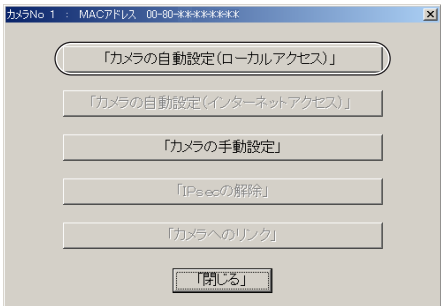 カメラNo 1 : MACアドレス 00-80-********
「カメラの自動設定(ローカルアクセス)」
「カメラの自動設定(インターネットアクセス)」
「カメラの手動設定」
「IPsecの解除」
「カメラへのリンク」
「閉じる」